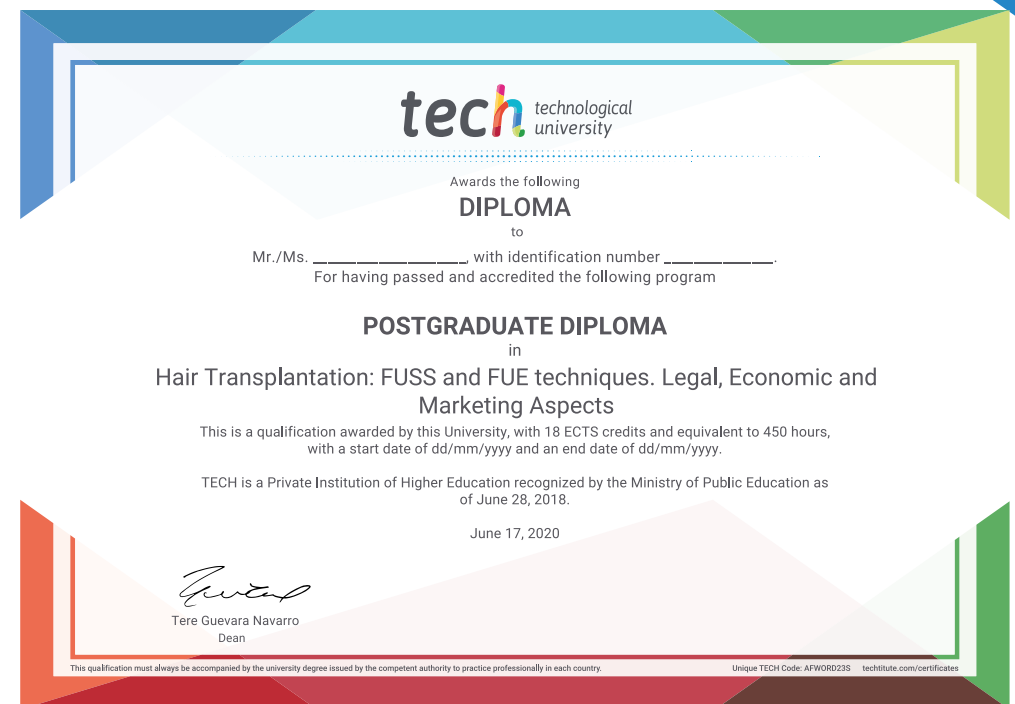 tech technological
university
Awards the following
DIPLOMA
to
Mr./Ms. _________________, with identification number ____________.
For having passed and accredited the following program
POSTGRADUATE DIPLOMA
in
Hair Transplantation: FUSS and FUE techniques. Legal, Economic and
Marketing Aspects
This is a qualification awarded by this University, with 18 ECTS credits and equivalent to 450 hours,
with a start date of dd/mm/yyyy and an end date of dd/mm/yyyy.
TECH is a Private Institution of Higher Education recognized by the Ministry of Public Education as
of June 28, 2018.
June 17, 2020
Tere Guevara Navarro
Dean
This qualification must always be accompanied by the university degree issued by the competent authority to practice professionally in each country.
Unique TECH Code: AFWORD23S techtitute.com/certificates